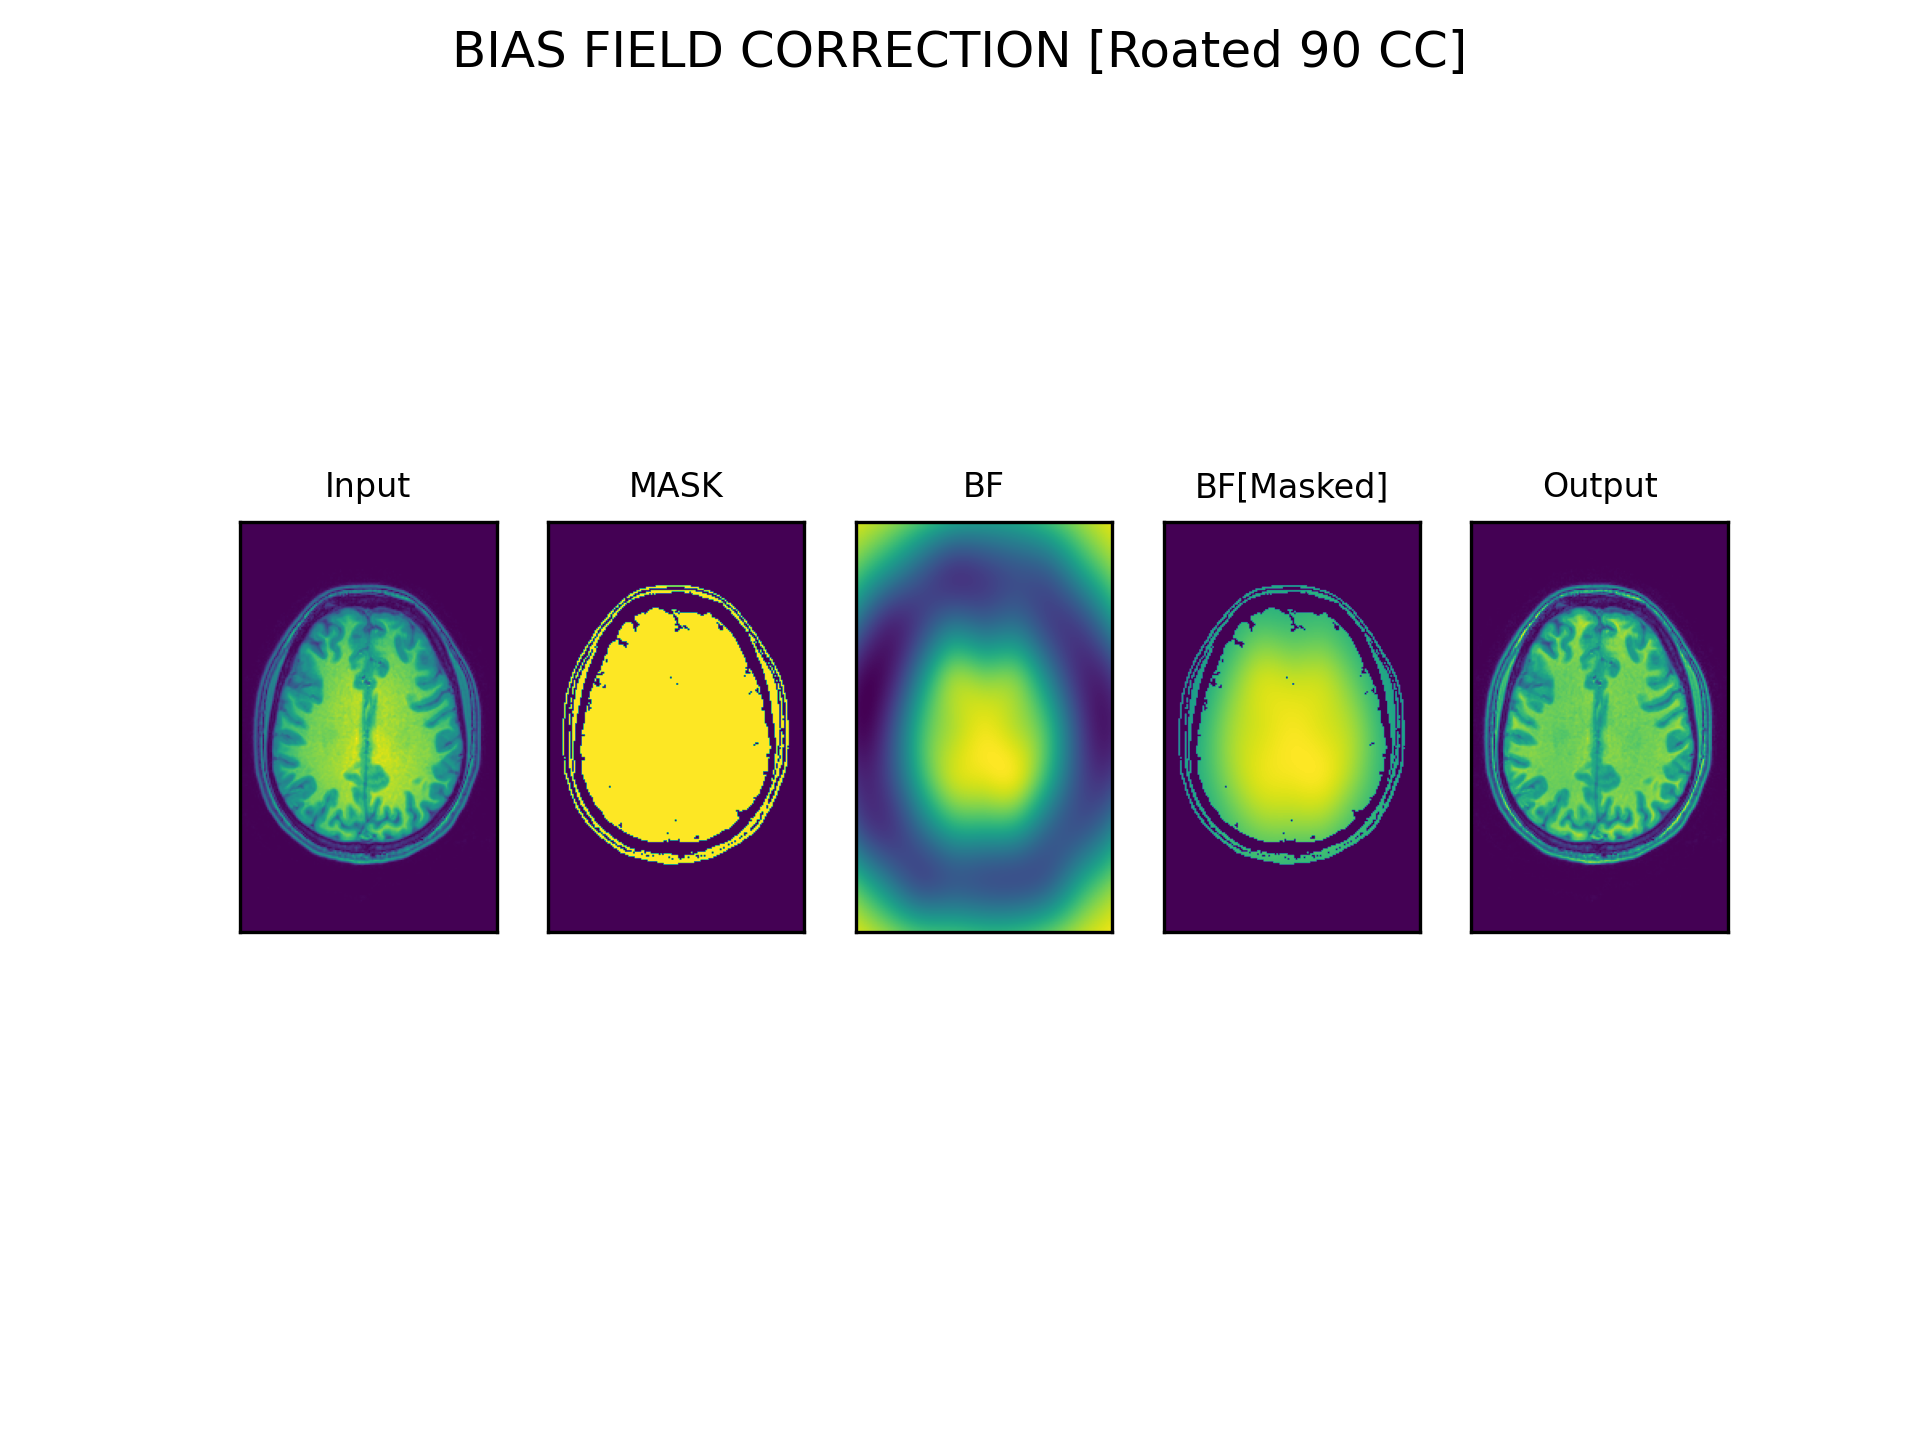 BIAS FIELD CORRECTION [Roated 90 CC]
Input
MASK
BF
BF[Masked]
Output